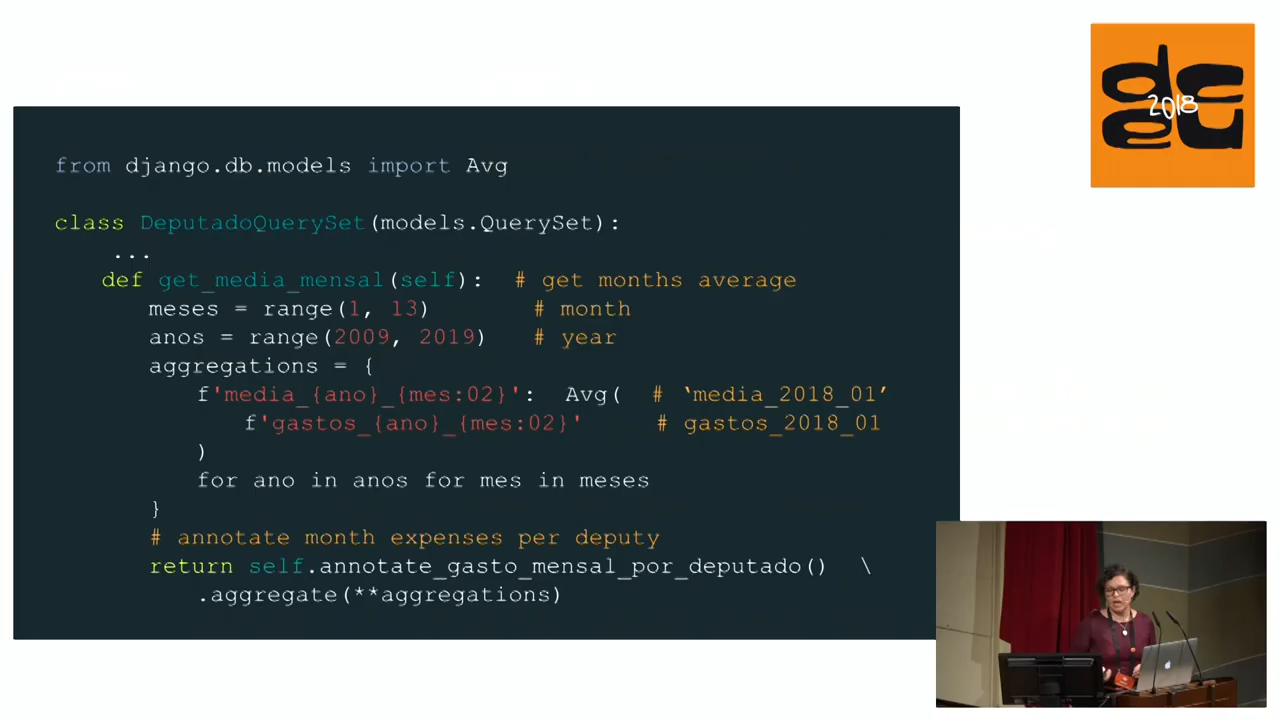 dceu
2018
from django.db.models import Avg
class DeputadoQuerySet(models.QuerySet):
...
def get_media_mensal(self): # get months average
meses = range(1, 13) # month
anos = range(2009, 2019) # year
aggregations = {
f'media_{ano}_{mes:02}': Avg( # ‘media_2018_01’
f'gastos_{ano}_{mes:02}' # gastos_2018_01
)
for ano in anos for mes in meses
}
# annotate month expenses per deputy
return self.annotate_gasto_mensal_por_deputado() \
.aggregate(**aggregations)